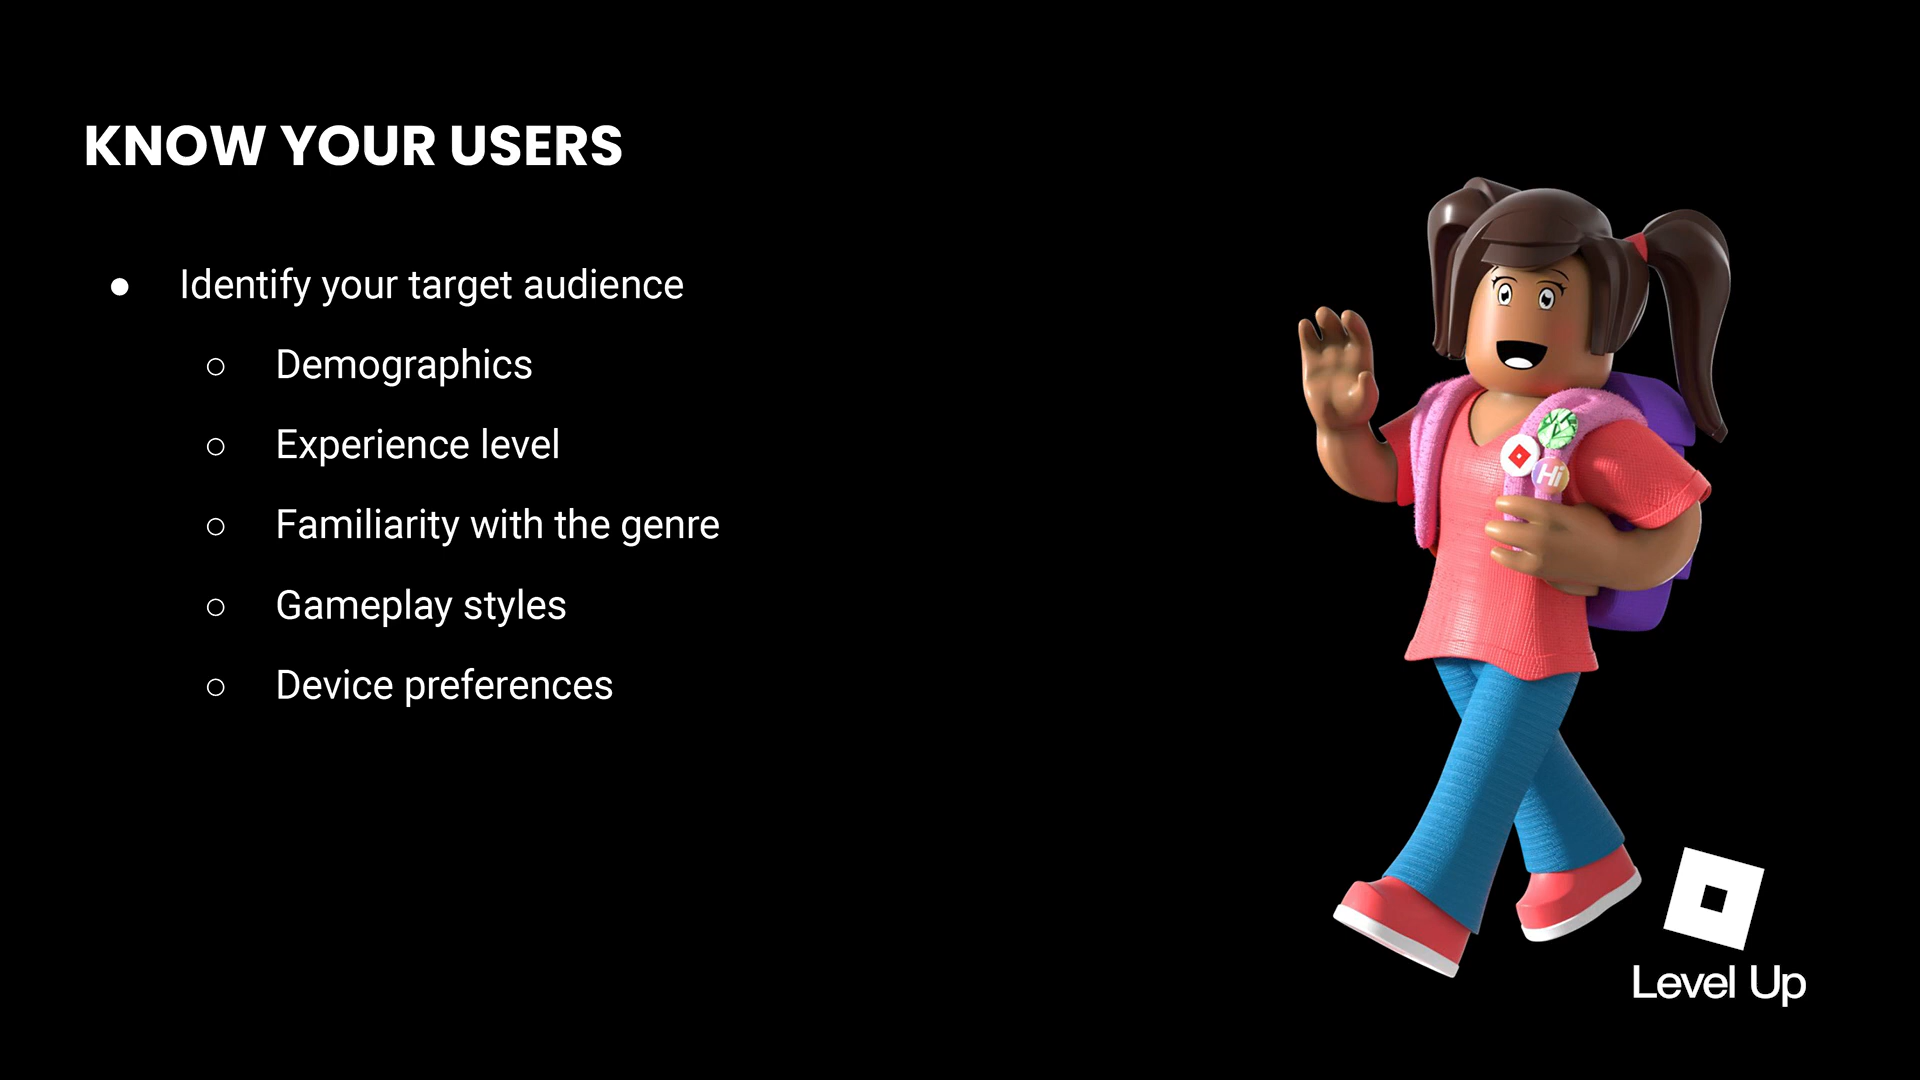 KNOW YOUR USERS
● Identify your target audience
○ Demographics
○ Experience level
○ Familiarity with the genre
○ Gameplay styles
○ Device preferences
Hi
Level Up